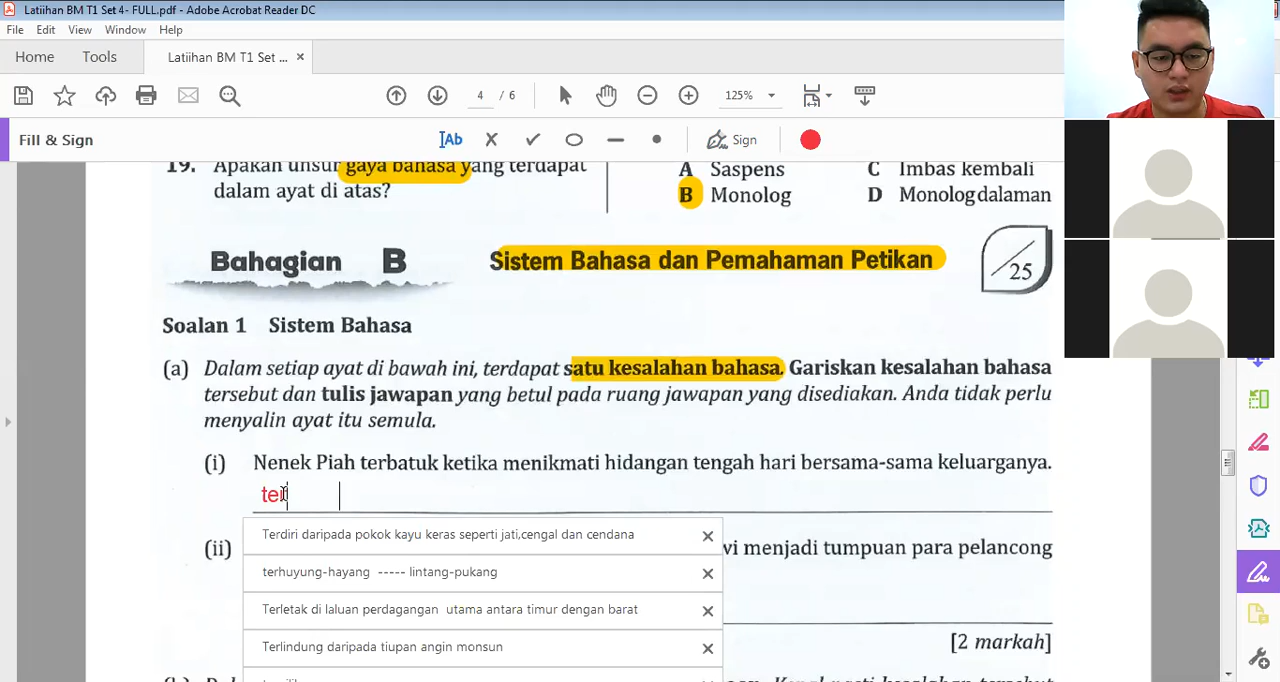 Latiihan BM T1 Set 4- FULL.pdf - Adobe Acrobat Reader DC
File Edit View Window Help
Home Tools Latiihan BM T1 Set ... ×
4 / 6 125%
Fill & Sign Ab Sign
19. Apakah unsur gaya bahasa yang terdapat
dalam ayat di atas?
A Saspens C Imbas kembali
B Monolog D Monolog dalaman
Bahagian B Sistem Bahasa dan Pemahaman Petikan 25
Soalan 1 Sistem Bahasa
(a) Dalam setiap ayat di bawah ini, terdapat satu kesalahan bahasa. Gariskan kesalahan bahasa
tersebut dan tulis jawapan yang betul pada ruang jawapan yang disediakan. Anda tidak perlu
menyalin ayat itu semula.
(i) Nenek Piah terbatuk ketika menikmati hidangan tengah hari bersama-sama keluarganya.
ter
Terdiri daripada pokok kayu keras seperti jati,cengal dan cendana
terhuyung-hayang ----- lintang-pukang
Terletak di laluan perdagangan utama antara timur dengan barat
Terlindung daripada tiupan angin monsun
(ii) vi menjadi tumpuan para pelancong
[2 markah]